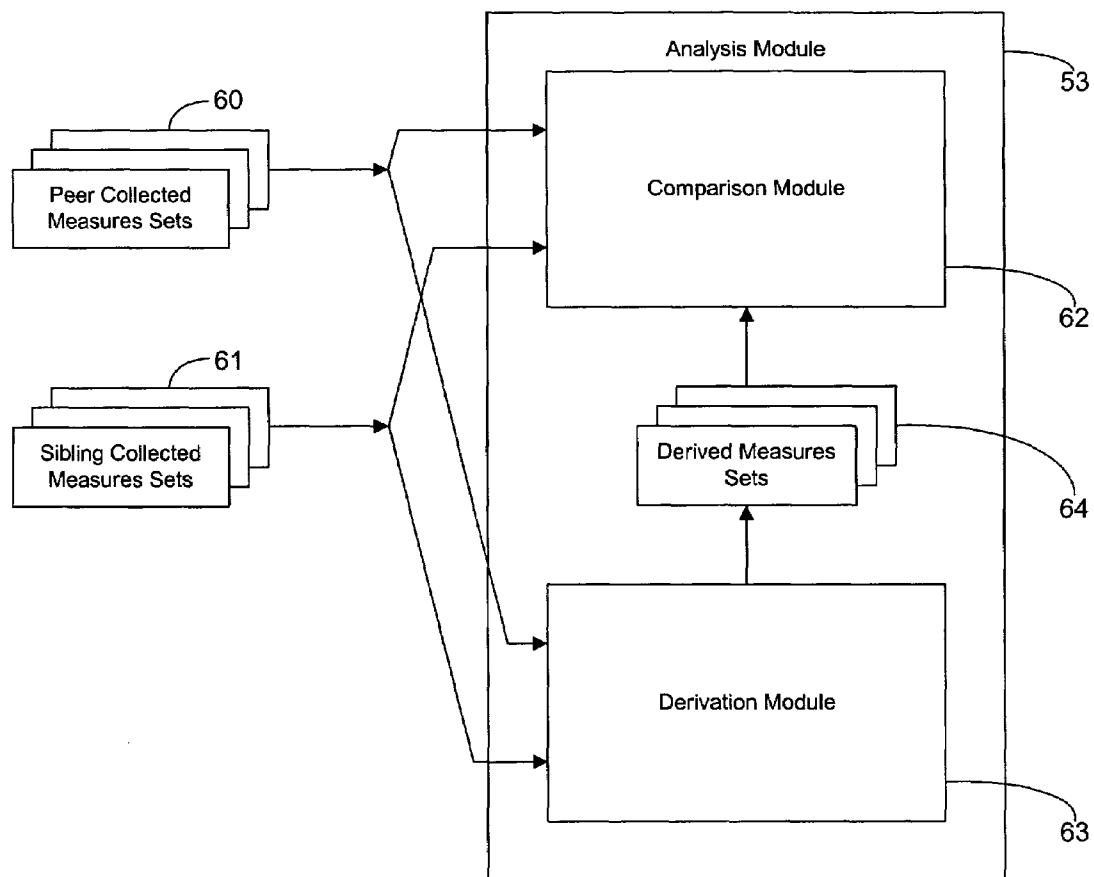 Analysis Module
53
60
Peer Collected
Measures Sets
Comparison Module
62
61
Sibling Collected
Measures Sets
Derived Measures
Sets
64
Derivation Module
63